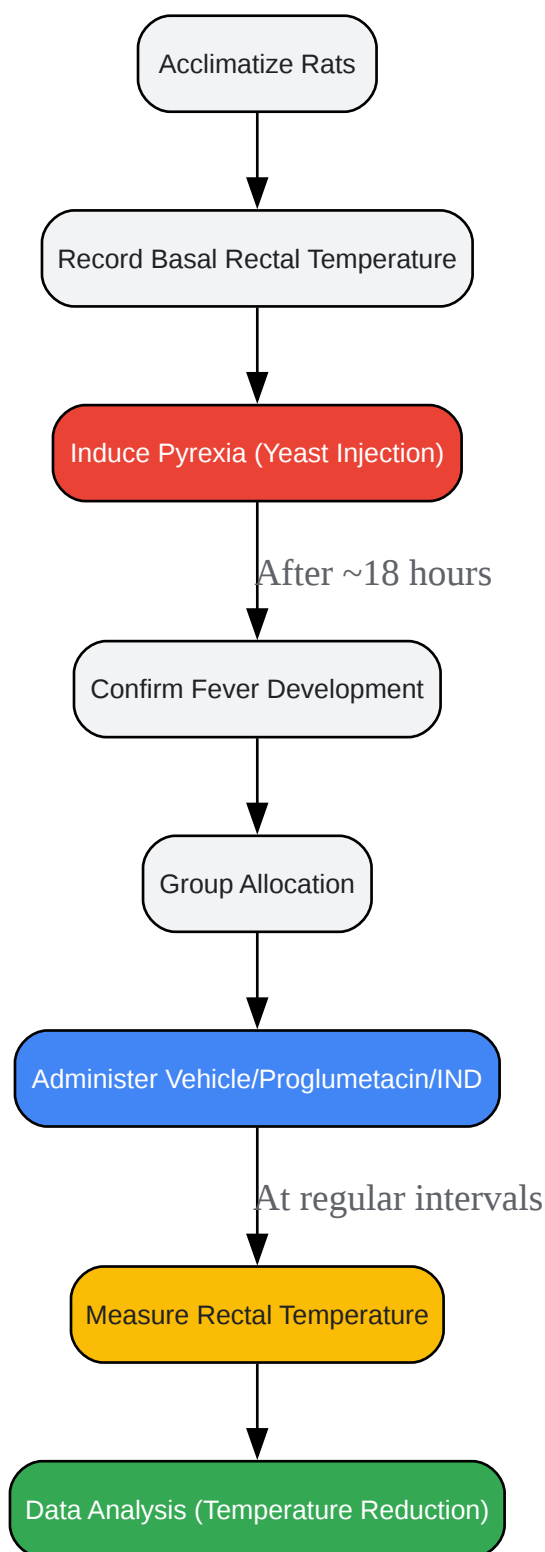 Acclimatize Rats
Record Basal Rectal Temperature
Induce Pyrexia (Yeast Injection)
After ~18 hours
Confirm Fever Development
Group Allocation
Administer Vehicle/Proglumetacin/IND
At regular intervals
Measure Rectal Temperature
Data Analysis (Temperature Reduction)